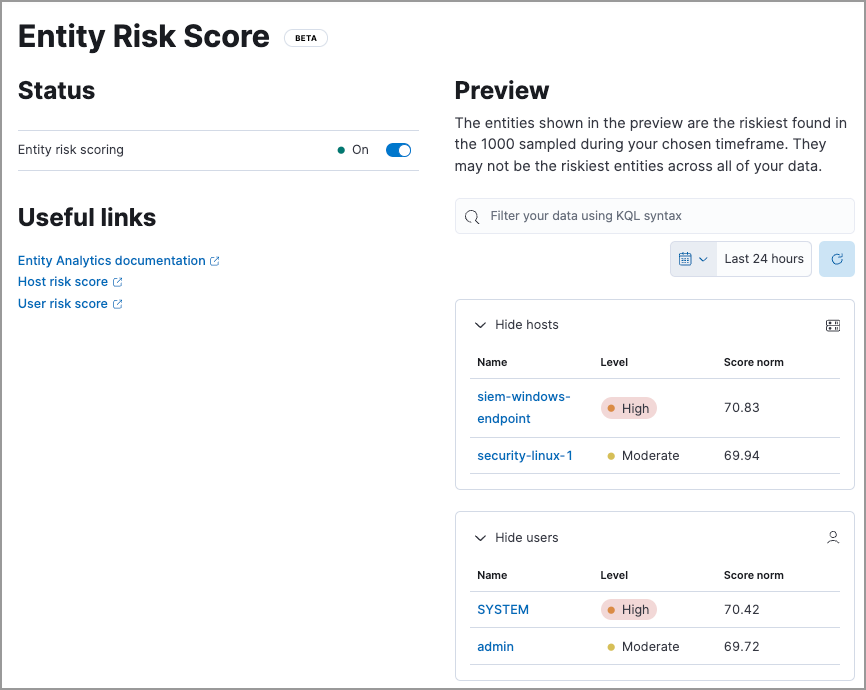 Entity Risk Score BETA
Status
Entity risk scoring On
Useful links
Entity Analytics documentation
Host risk score
User risk score
Preview
The entities shown in the preview are the riskiest found in
the 1000 sampled during your chosen timeframe. They
may not be the riskiest entities across all of your data.
Filter your data using KQL syntax
Last 24 hours
Hide hosts
Name Level Score norm
siem-windows-
endpoint High 70.83
security-linux-1 Moderate 69.94
Hide users
Name Level Score norm
SYSTEM High 70.42
admin Moderate 69.72